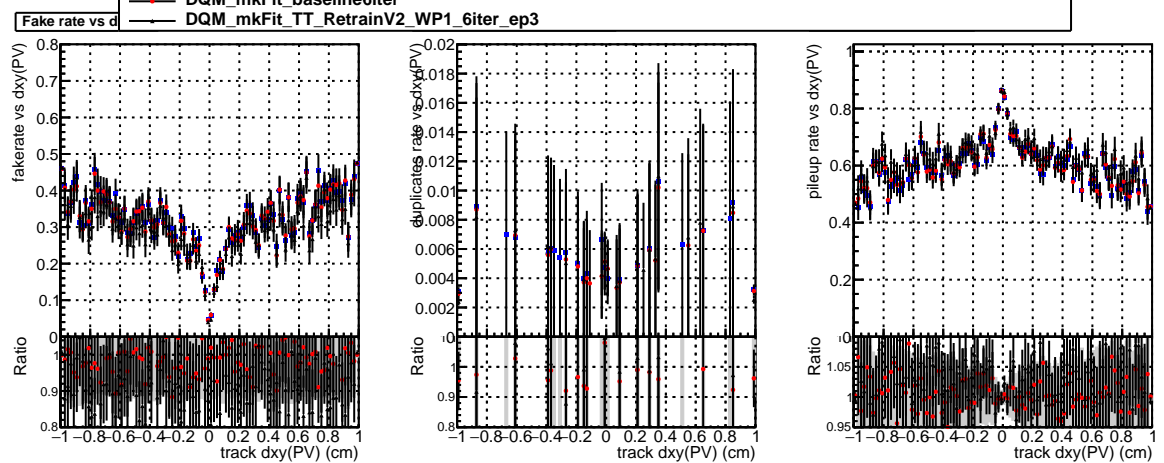 DQM_mkFit_baseline6iter
Fake rate vs d
DQM_mkFit_TT_RetrainV2_WP1_6iter_ep3
fakerate vs dxy(PV)
0.8
0.7
0.6
0.5
0.4
0.3
0.2
0.1
0
Ratio
1
0.9
0.8
−1 −0.8 −0.6 −0.4 −0.2 0 0.2 0.4 0.6 0.8 1
track dxy(PV) (cm)
duplicates rate vs dxy(PV)
0.02
0.018
0.016
0.014
0.012
0.01
0.008
0.006
0.004
0.002
0
Ratio
1
0.9
0.8
−1 −0.8 −0.6 −0.4 −0.2 0 0.2 0.4 0.6 0.8 1
track dxy(PV) (cm)
pileup rate vs dxy(PV)
1
0.8
0.6
0.4
0.2
0
Ratio
1.05
1
0.95
−1 −0.8 −0.6 −0.4 −0.2 0 0.2 0.4 0.6 0.8 1
track dxy(PV) (cm)